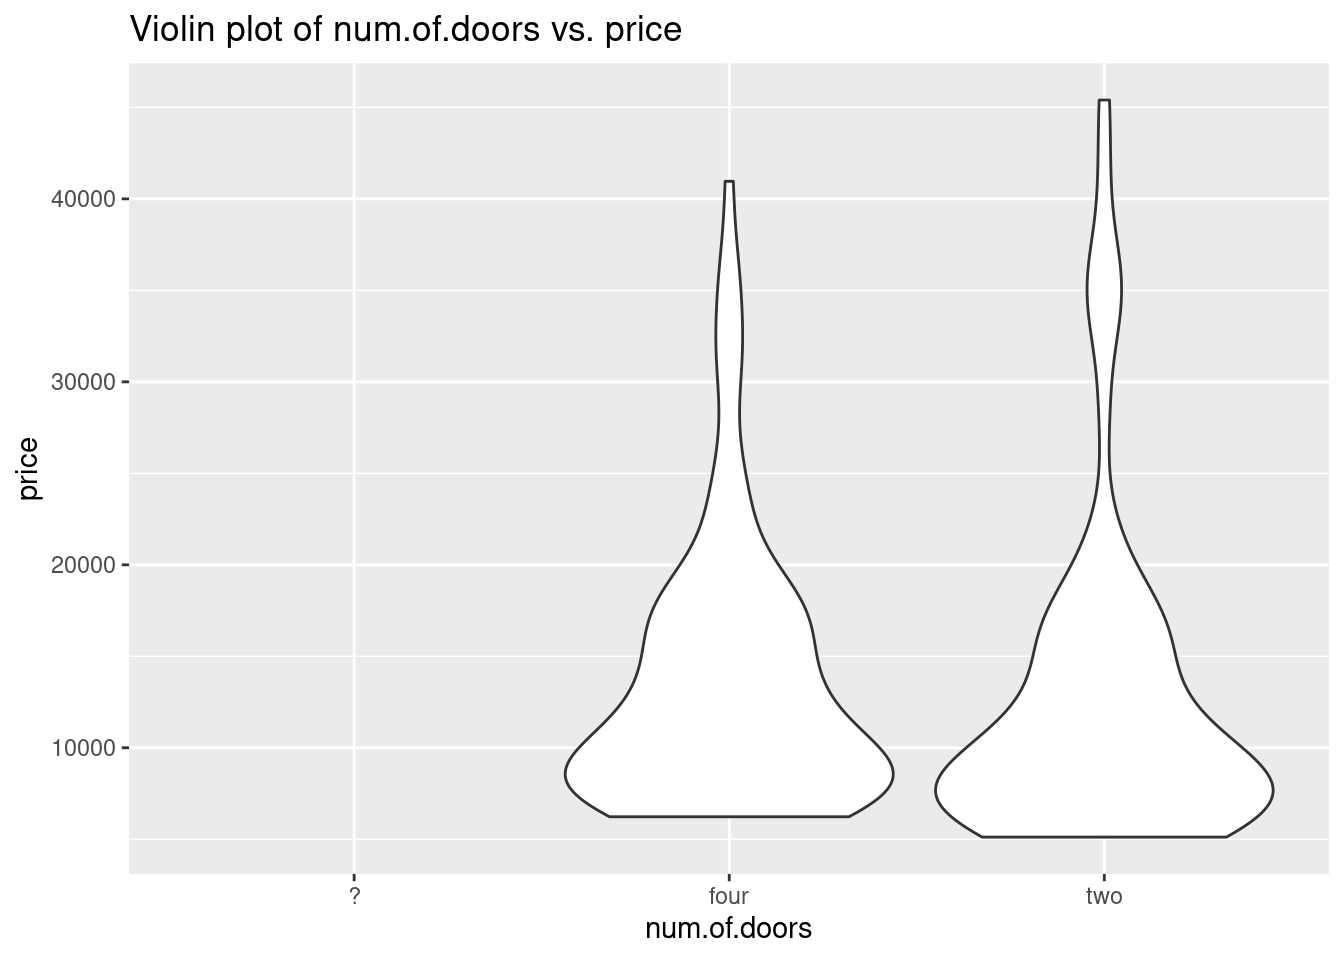 Violin plot of num.of.doors vs. price
40000
30000
20000
10000
price
?
four
two
num.of.doors